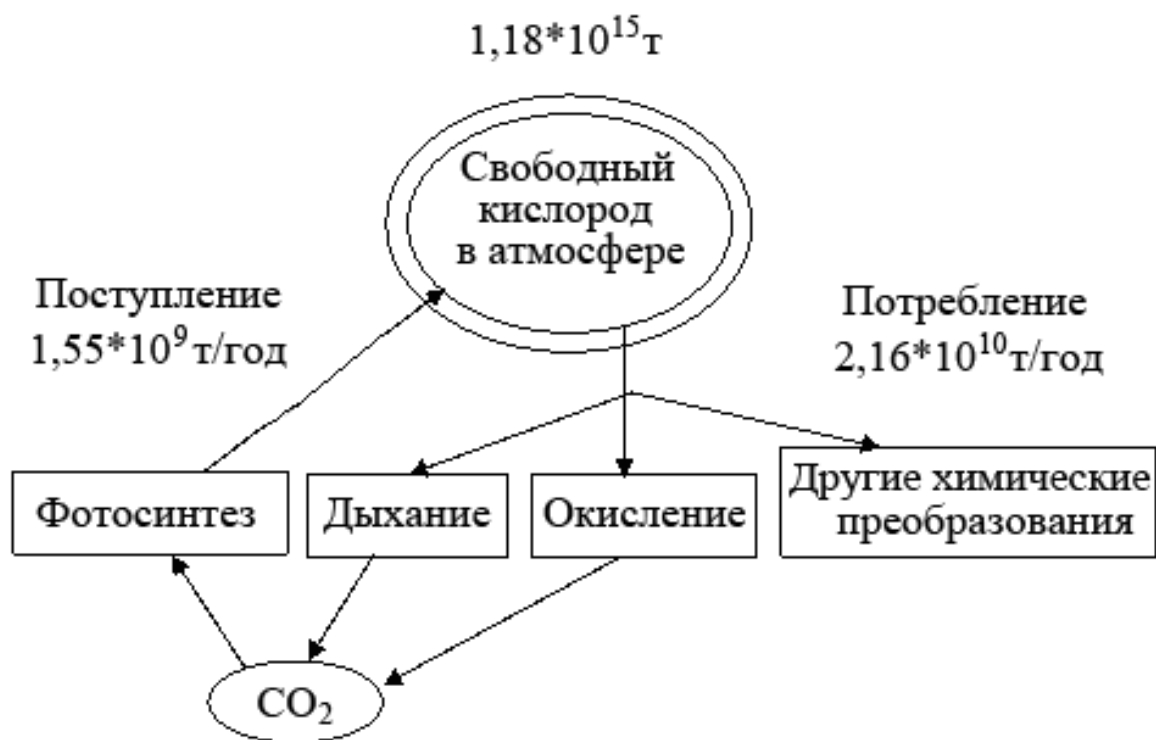 1,18*10¹⁵т
Свободный
кислород
в атмосфере
Поступление
1,55*10⁹т/год
Потребление
2,16*10¹⁰т/год
Фотосинтез
Дыхание
Окисление
Другие химические
преобразования
CO₂